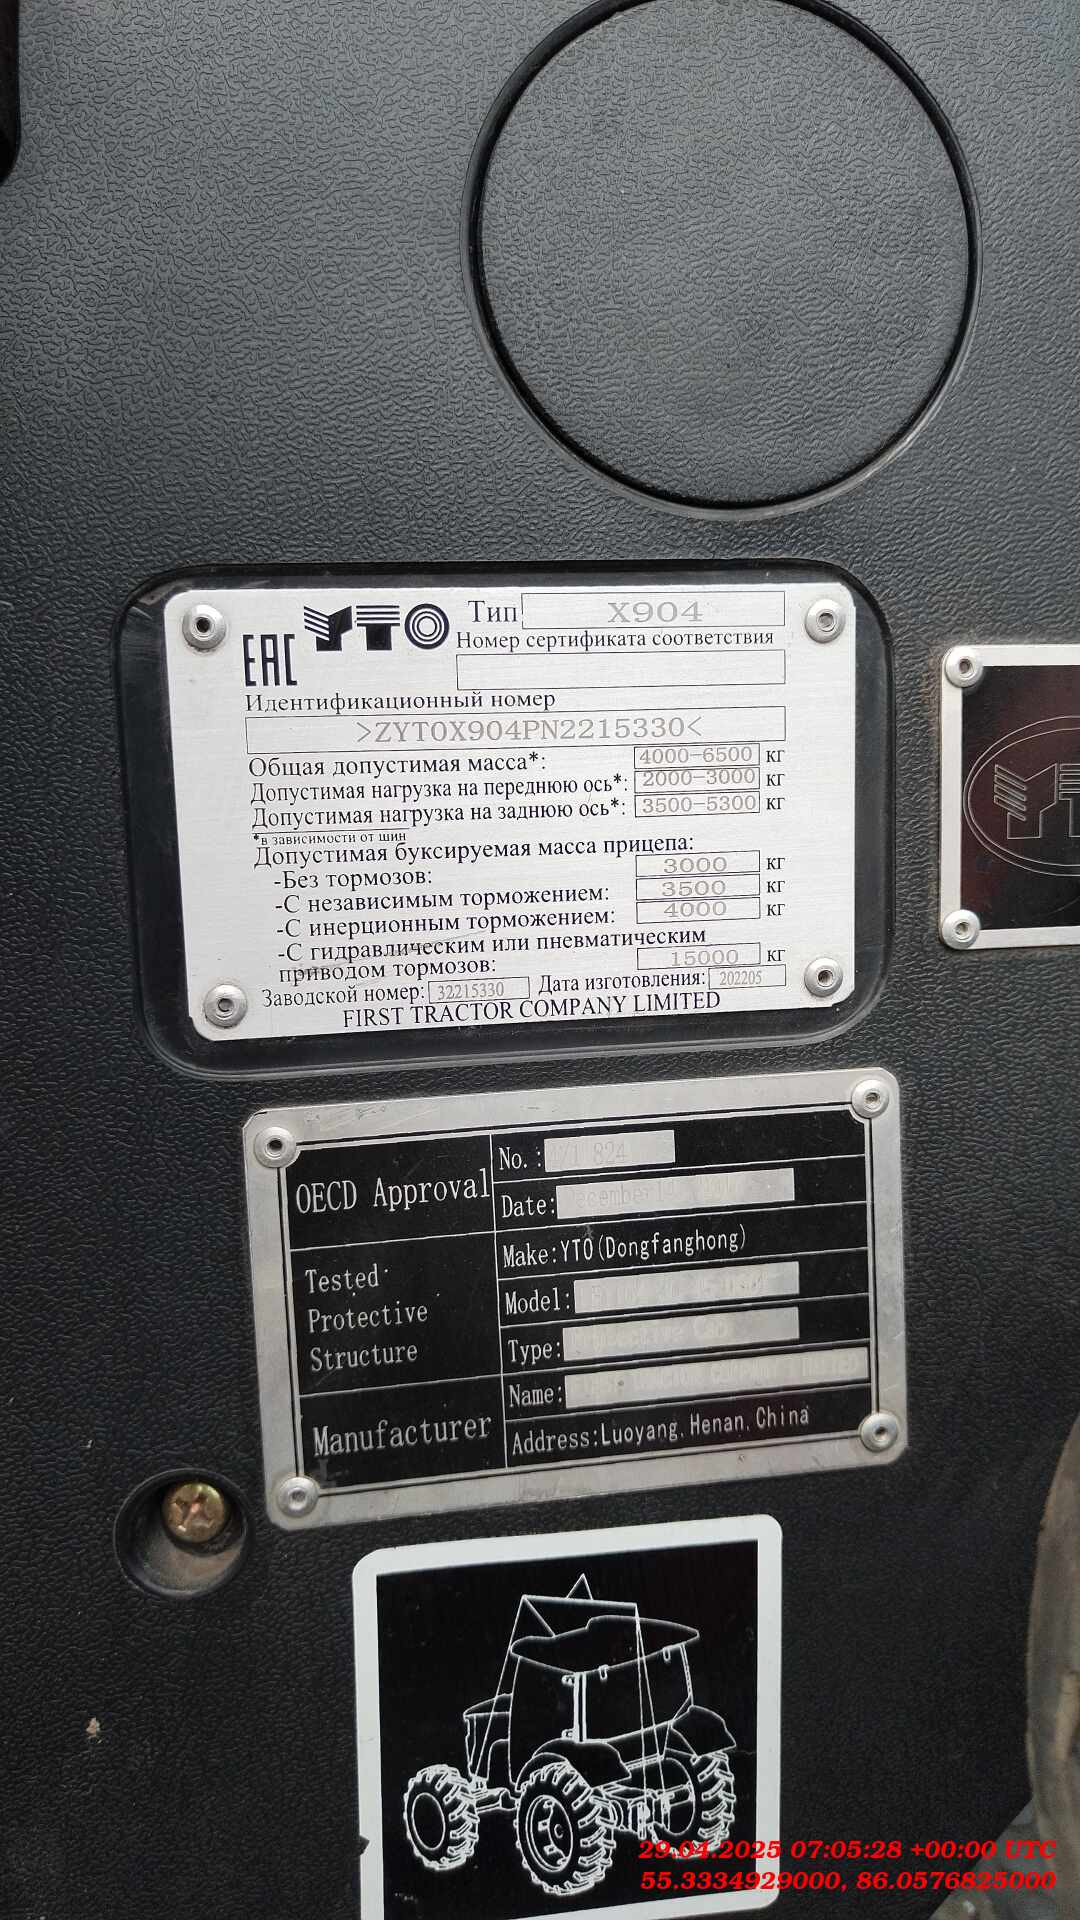 EAC
YTO
Тип X904
Номер сертификата соответствия
Идентификационный номер
>ZYT0X904PN2215330<
Общая допустимая масса*: 4000-6500 кг
Допустимая нагрузка на переднюю ось*: 2000-3000 кг
Допустимая нагрузка на заднюю ось*: 3500-5300 кг
*в зависимости от шин
Допустимая буксируемая масса прицепа:
-Без тормозов: 3000 кг
-С независимым торможением: 3500 кг
-С инерционным торможением: 4000 кг
-С гидравлическим или пневматическим
приводом тормозов: 15000 кг
Заводской номер: 32215330 Дата изготовления: 202205
FIRST TRACTOR COMPANY LIMITED
YTO
OECD Approval
No.: 824
Date: December
Tested
Protective
Structure
Make:YTO(Dongfanghong)
Model:
Type:
Manufacturer
Name:
Address:Luoyang, Henan, China
29.04.2025 07:05:28 +00:00 UTC
55.3334929000, 86.0576825000